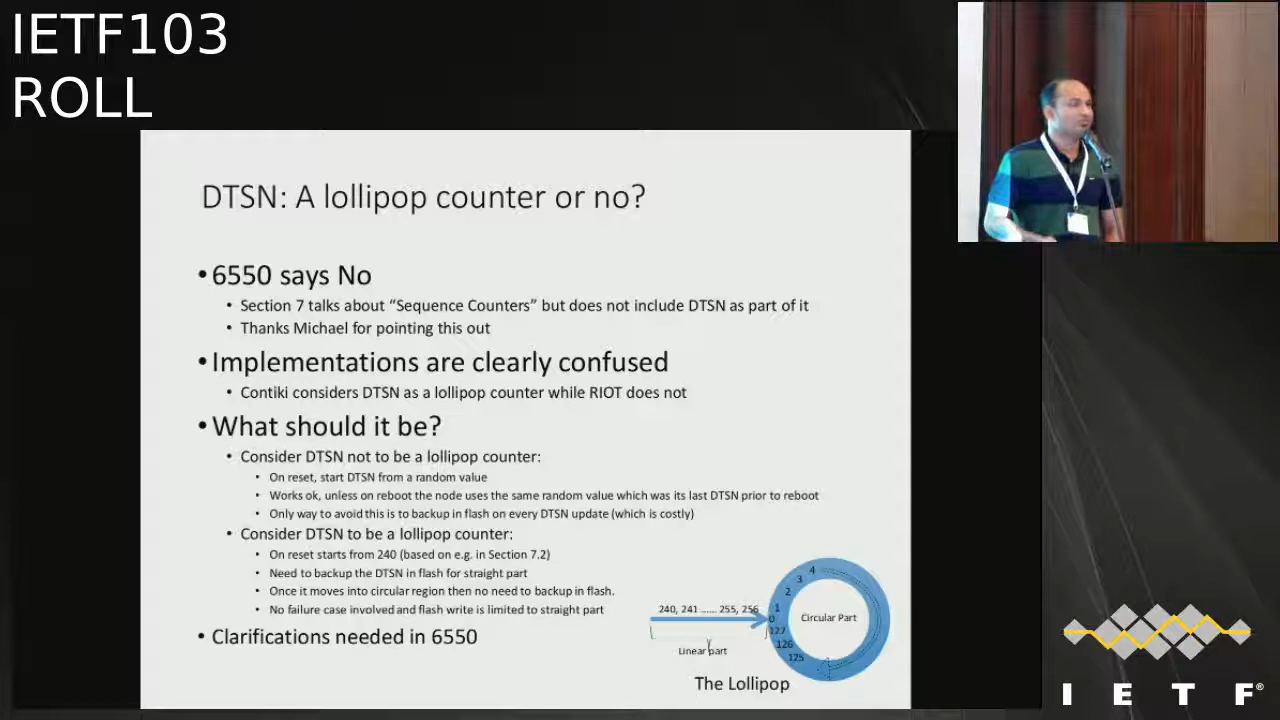 IETF103
ROLL
DTSN: A lollipop counter or no?
•6550 says No
• Section 7 talks about “Sequence Counters” but does not include DTSN as part of it
• Thanks Michael for pointing this out
•Implementations are clearly confused
• Contiki considers DTSN as a lollipop counter while RIOT does not
•What should it be?
• Consider DTSN not to be a lollipop counter:
• On reset, start DTSN from a random value
• Works ok, unless on reboot the node uses the same random value which was its last DTSN prior to reboot
• Only way to avoid this is to backup in flash on every DTSN update (which is costly)
• Consider DTSN to be a lollipop counter:
• On reset starts from 240 (based on e.g. in Section 7.2)
• Need to backup the DTSN in flash for straight part
• Once it moves into circular region then no need to backup in flash.
• No failure case involved and flash write is limited to straight part
• Clarifications needed in 6550
240, 241 ...... 255, 256
Linear part
4
3
2
1
0
127
126
125
Circular Part
The Lollipop
I E T F®